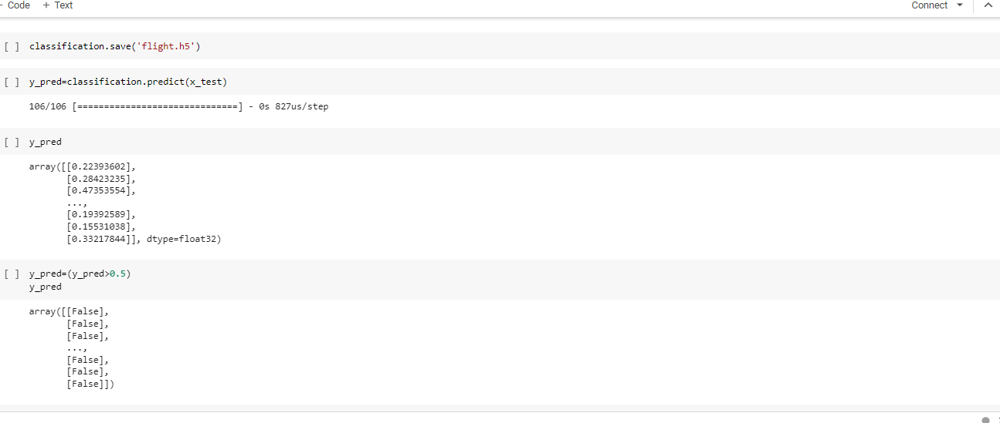 Code + Text Connect
[ ] classification.save('flight.h5')
[ ] y_pred=classification.predict(x_test)
106/106 [==============================] - 0s 827us/step
[ ] y_pred
array([[0.22393602],
[0.28423235],
[0.47353554],
...,
[0.19392589],
[0.15531038],
[0.33217844]], dtype=float32)
[ ] y_pred=(y_pred>0.5)
y_pred
array([[False],
[False],
[False],
...,
[False],
[False],
[False]])